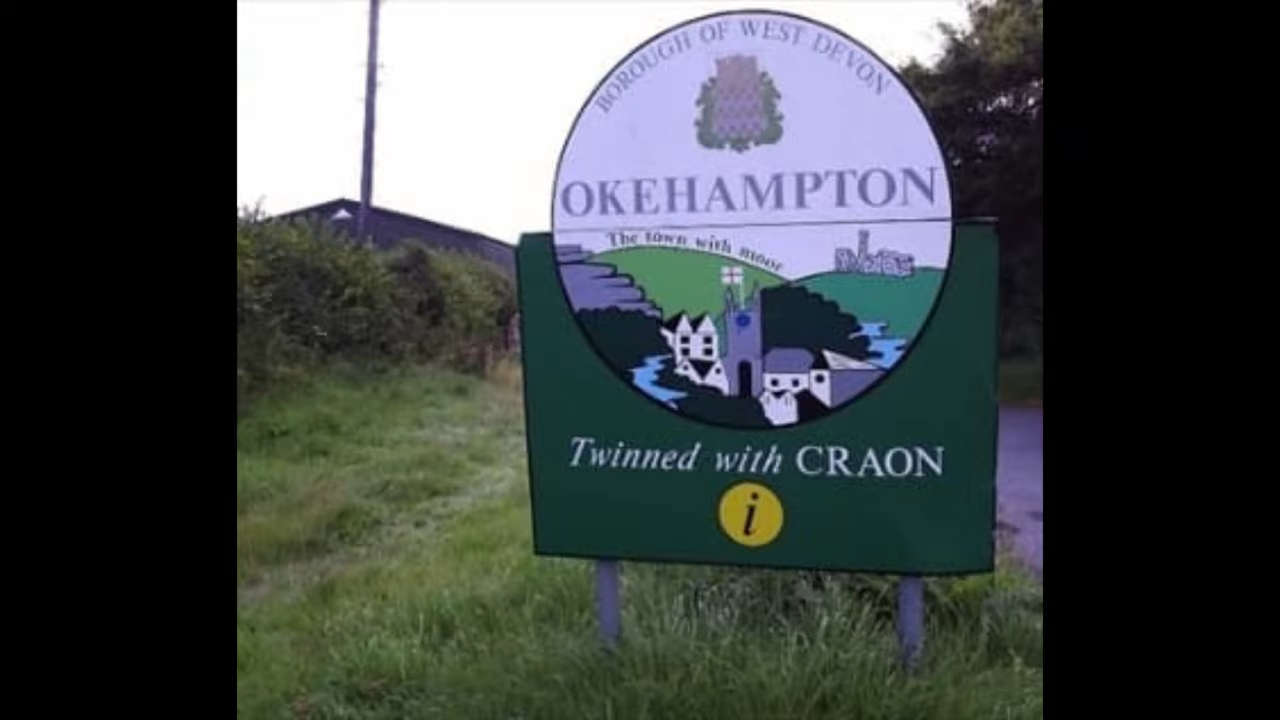 BOROUGH OF WEST DEVON
OKEHAMPTON
The town with moor
Twinned with CRAON
i